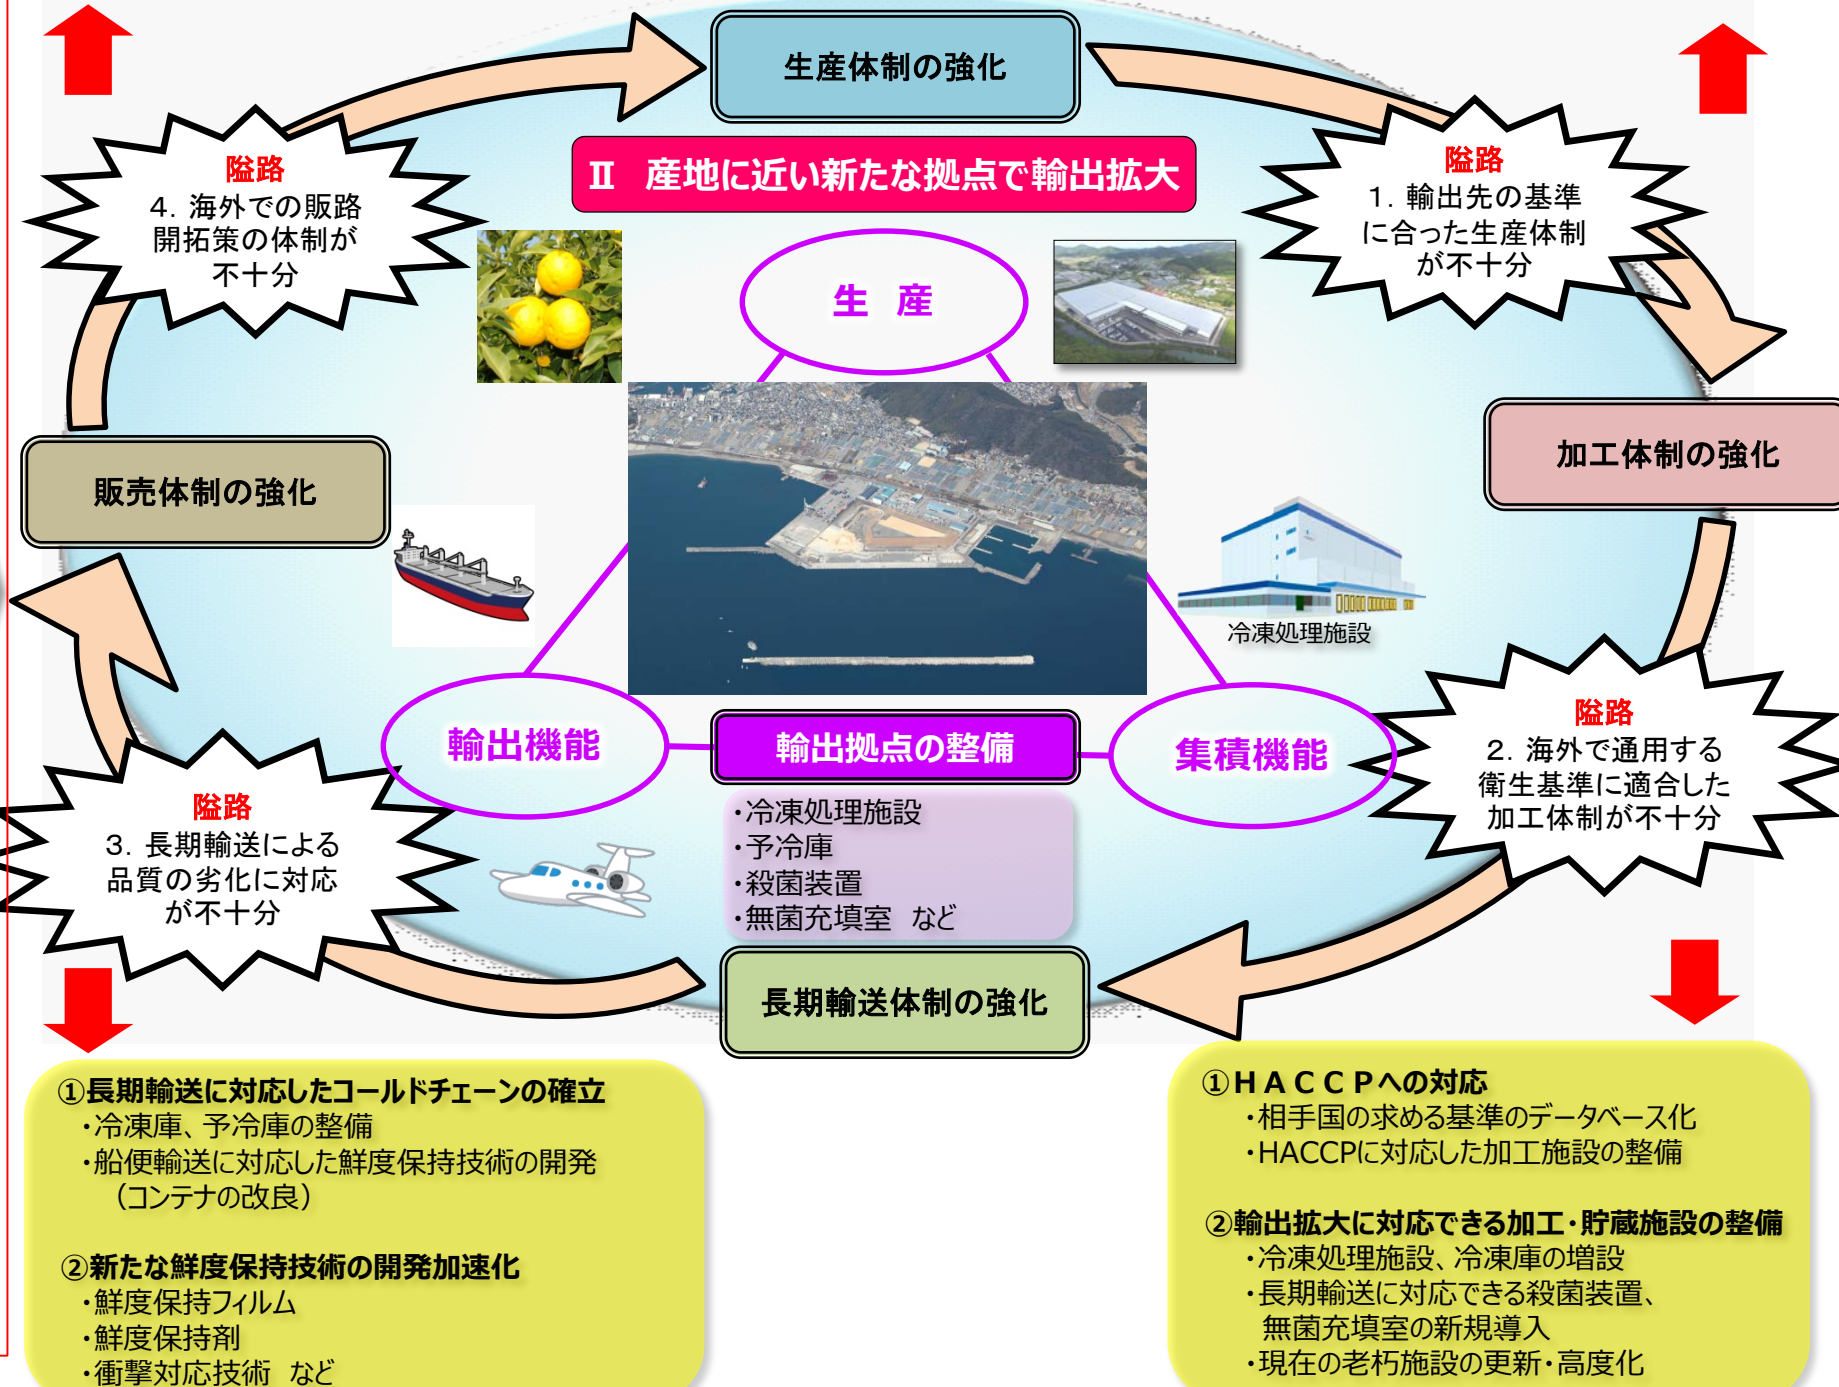 生産体制の強化
Ⅱ　産地に近い新たな拠点で輸出拡大
隘路
4．海外での販路
開拓策の体制が
不十分
隘路
1．輸出先の基準
に合った生産体制
が不十分
生　産
販売体制の強化
加工体制の強化
冷凍処理施設
輸出機能
輸出拠点の整備
集積機能
・冷凍処理施設
・予冷庫
・殺菌装置
・無菌充填室　など
隘路
3．長期輸送による
品質の劣化に対応
が不十分
隘路
2．海外で通用する
衛生基準に適合した
加工体制が不十分
長期輸送体制の強化
①長期輸送に対応したコールドチェーンの確立
・冷凍庫、予冷庫の整備
・船便輸送に対応した鮮度保持技術の開発
（コンテナの改良）
②新たな鮮度保持技術の開発加速化
・鮮度保持フィルム
・鮮度保持剤
・衝撃対応技術　など
①ＨＡＣＣＰへの対応
・相手国の求める基準のデータベース化
・HACCPに対応した加工施設の整備
②輸出拡大に対応できる加工・貯蔵施設の整備
・冷凍処理施設、冷凍庫の増設
・長期輸送に対応できる殺菌装置、
無菌充填室の新規導入
・現在の老朽施設の更新・高度化